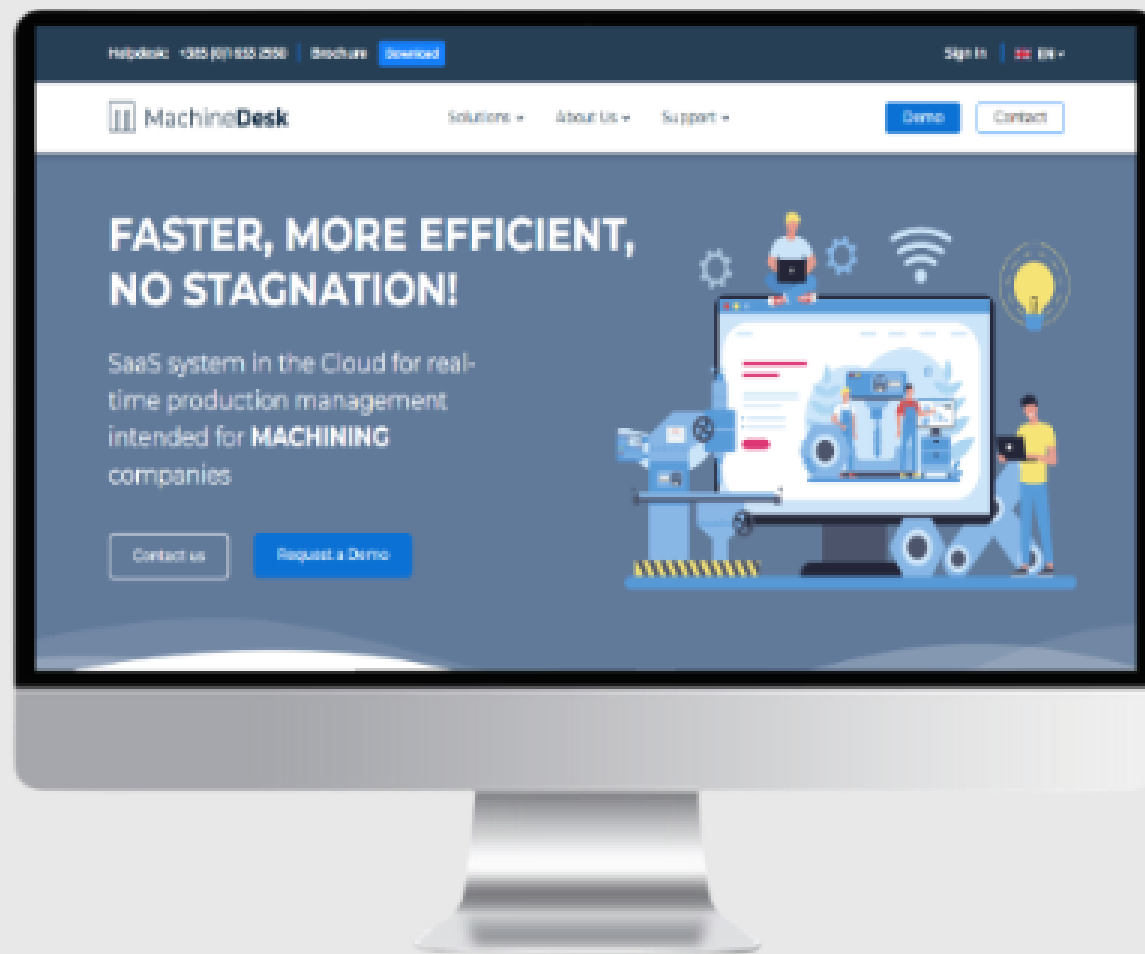 Helpdesk: Brochure Download Sign In EN
MachineDesk Solutions About Us Support Demo Contact
FASTER, MORE EFFICIENT,
NO STAGNATION!
SaaS system in the Cloud for real-
time production management
intended for MACHINING
companies
Contact us Request a Demo